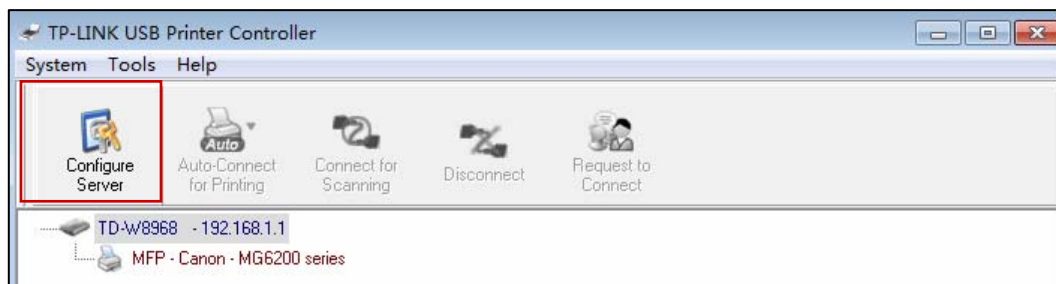 TP-LINK USB Printer Controller
System Tools Help
Configure
Server
Auto
Auto-Connect
for Printing
Connect for
Scanning
Disconnect
Request to
Connect
TD-W8968 - 192.168.1.1
MFP - Canon - MG6200 series